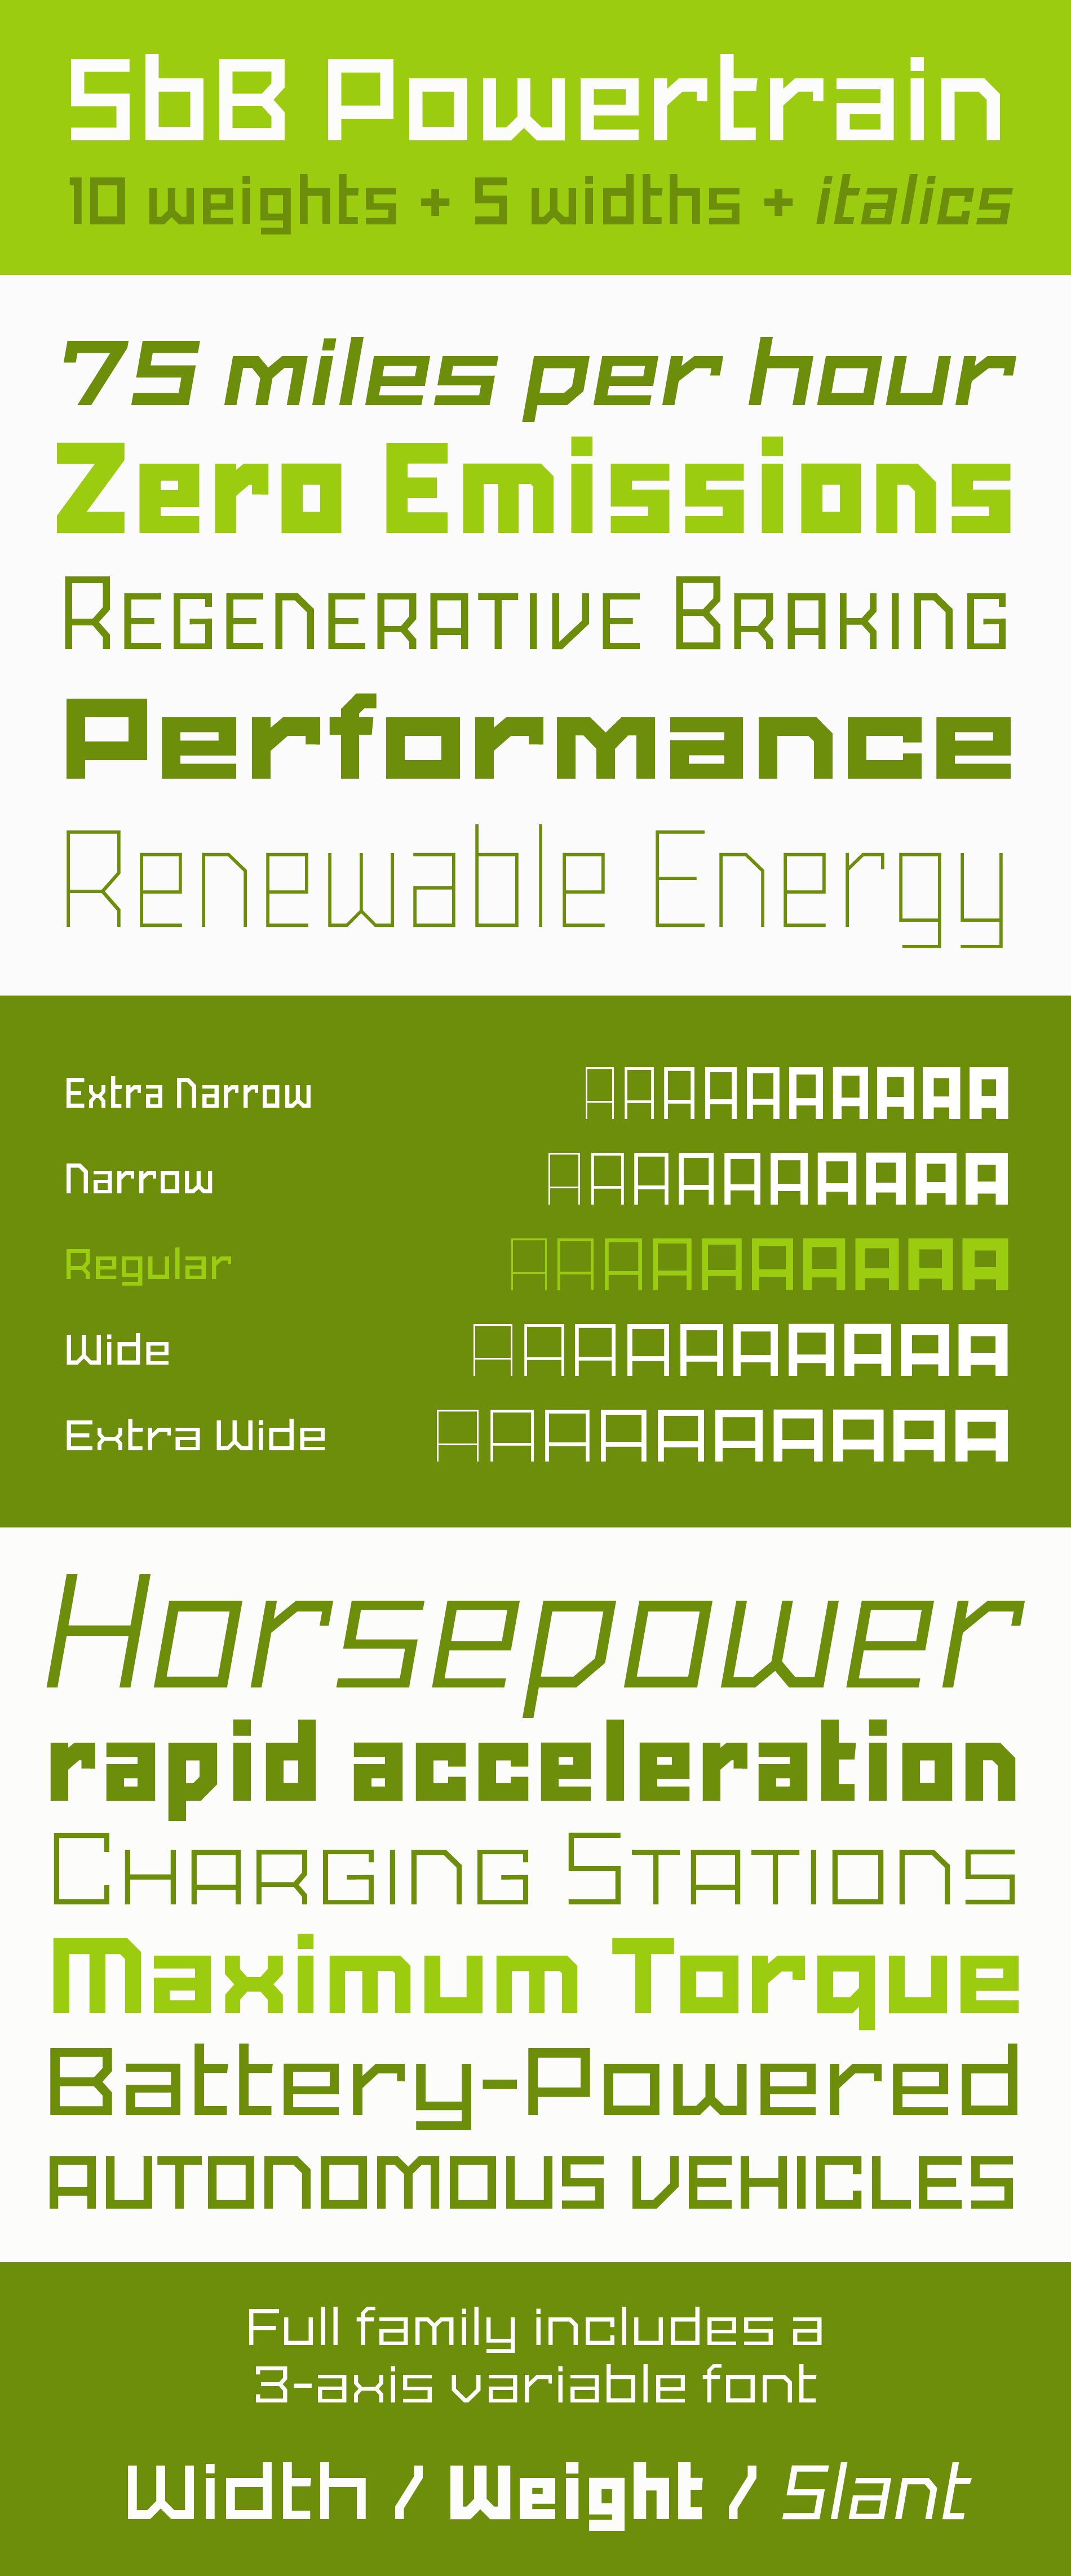 SbB Powertrain
10 weights + 5 widths + italics
75 miles per hour
Zero Emissions
Regenerative Braking
Performance
Renewable Energy
Extra Narrow AAAAAAAAAA
Narrow AAAAAAAAAA
Regular AAAAAAAAAA
Wide AAAAAAAAAA
Extra Wide AAAAAAAAAA
Horsepower
rapid acceleration
Charging Stations
Maximum Torque
Battery-Powered
AUTONOMOUS VEHICLES
Full family includes a
3-axis variable font
Width / Weight / Slant